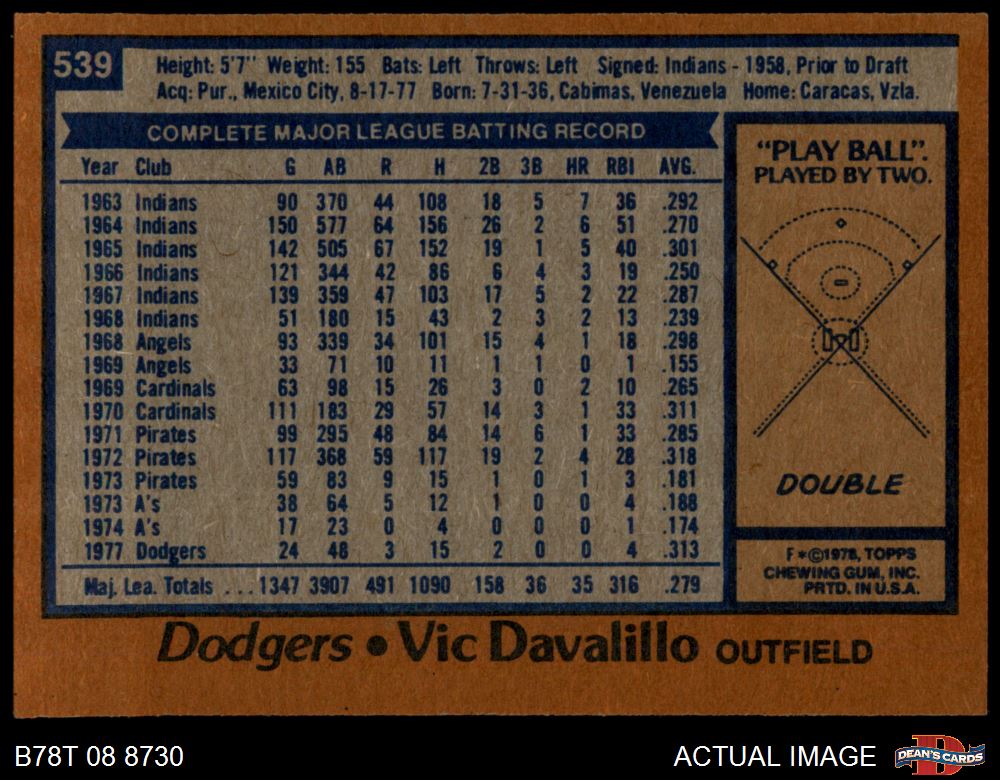 539
Height: 5'7" Weight: 155 Bats: Left Throws: Left Signed: Indians - 1958, Prior to Draft
Acq: Pur., Mexico City, 8-17-77 Born: 7-31-36, Cabimas, Venezuela Home: Caracas, Vzla.
COMPLETE MAJOR LEAGUE BATTING RECORD
Year Club G AB R H 2B 3B HR RBI AVG.
1963 Indians 90 370 44 108 18 5 7 36 .292
1964 Indians 150 577 64 156 26 2 6 51 .270
1965 Indians 142 505 67 152 19 1 5 40 .301
1966 Indians 121 344 42 86 6 4 3 19 .250
1967 Indians 139 359 47 103 17 5 2 22 .287
1968 Indians 51 180 15 43 2 3 2 13 .239
1968 Angels 93 339 34 101 15 4 1 18 .298
1969 Angels 33 71 10 11 1 1 0 1 .155
1969 Cardinals 63 98 15 26 3 0 2 10 .265
1970 Cardinals 111 183 29 57 14 3 1 33 .311
1971 Pirates 99 295 48 84 14 6 1 33 .285
1972 Pirates 117 368 59 117 19 2 4 28 .318
1973 Pirates 59 83 9 15 1 0 1 3 .181
1973 A's 38 64 5 12 1 0 0 4 .188
1974 A's 17 23 0 4 0 0 0 1 .174
1977 Dodgers 24 48 3 15 2 0 0 4 .313
Maj. Lea. Totals ... 1347 3907 491 1090 158 36 35 316 .279
"PLAY BALL".
PLAYED BY TWO.
DOUBLE
F *©1978, TOPPS
CHEWING GUM, INC.
PRTD. IN U.S.A.
Dodgers • Vic Davalillo OUTFIELD
B78T 08 8730
ACTUAL IMAGE
D
DEAN'S CARDS